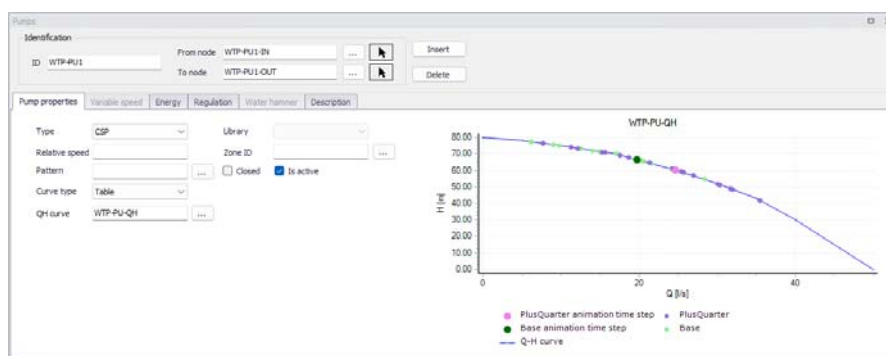 Pumps
Identification
ID WTP-PU1 From node WTP-PU1-IN ... Insert
To node WTP-PU1-OUT ... Delete
Pump properties Variable speed Energy Regulation Water hammer Description
Type CSP Library
Relative speed Zone ID ...
Pattern ... Closed Is active
Curve type Table
QH curve WTP-PU-QH ...
WTP-PU-QH
80.00
70.00
60.00
50.00
40.00
30.00
20.00
10.00
0.00
H [m]
0 20 40
Q [l/s]
PlusQuarter animation time step PlusQuarter
Base animation time step Base
Q-H curve